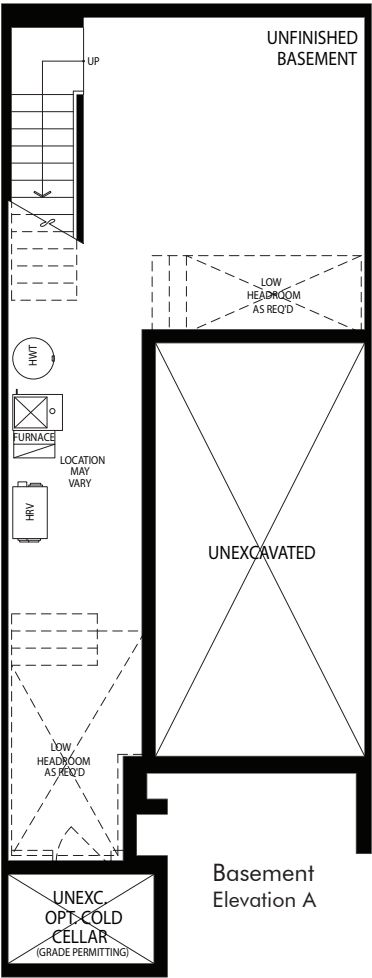 UNFINISHED
BASEMENT
UP
LOW
HEADROOM
AS REQ'D
HWT
FURNACE
LOCATION
MAY
VARY
HRV
UNEXCAVATED
LOW
HEADROOM
AS REQ'D
UNEXC.
OPT. COLD
CELLAR
(GRADE PERMITTING)
Basement
Elevation A